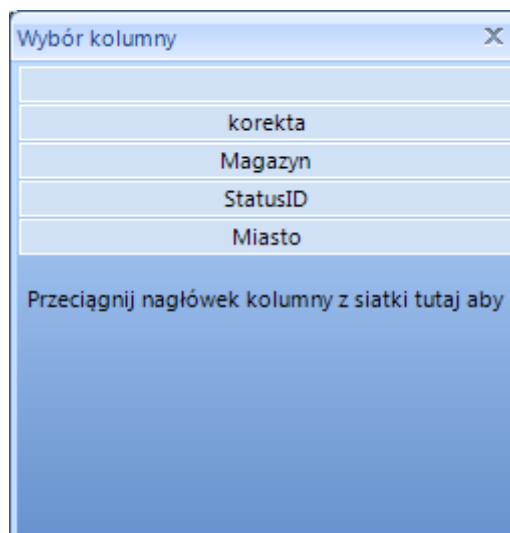 Wybór kolumny
korekta
Magazyn
StatusID
Miasto
Przeciągnij nagłówek kolumny z siatki tutaj aby